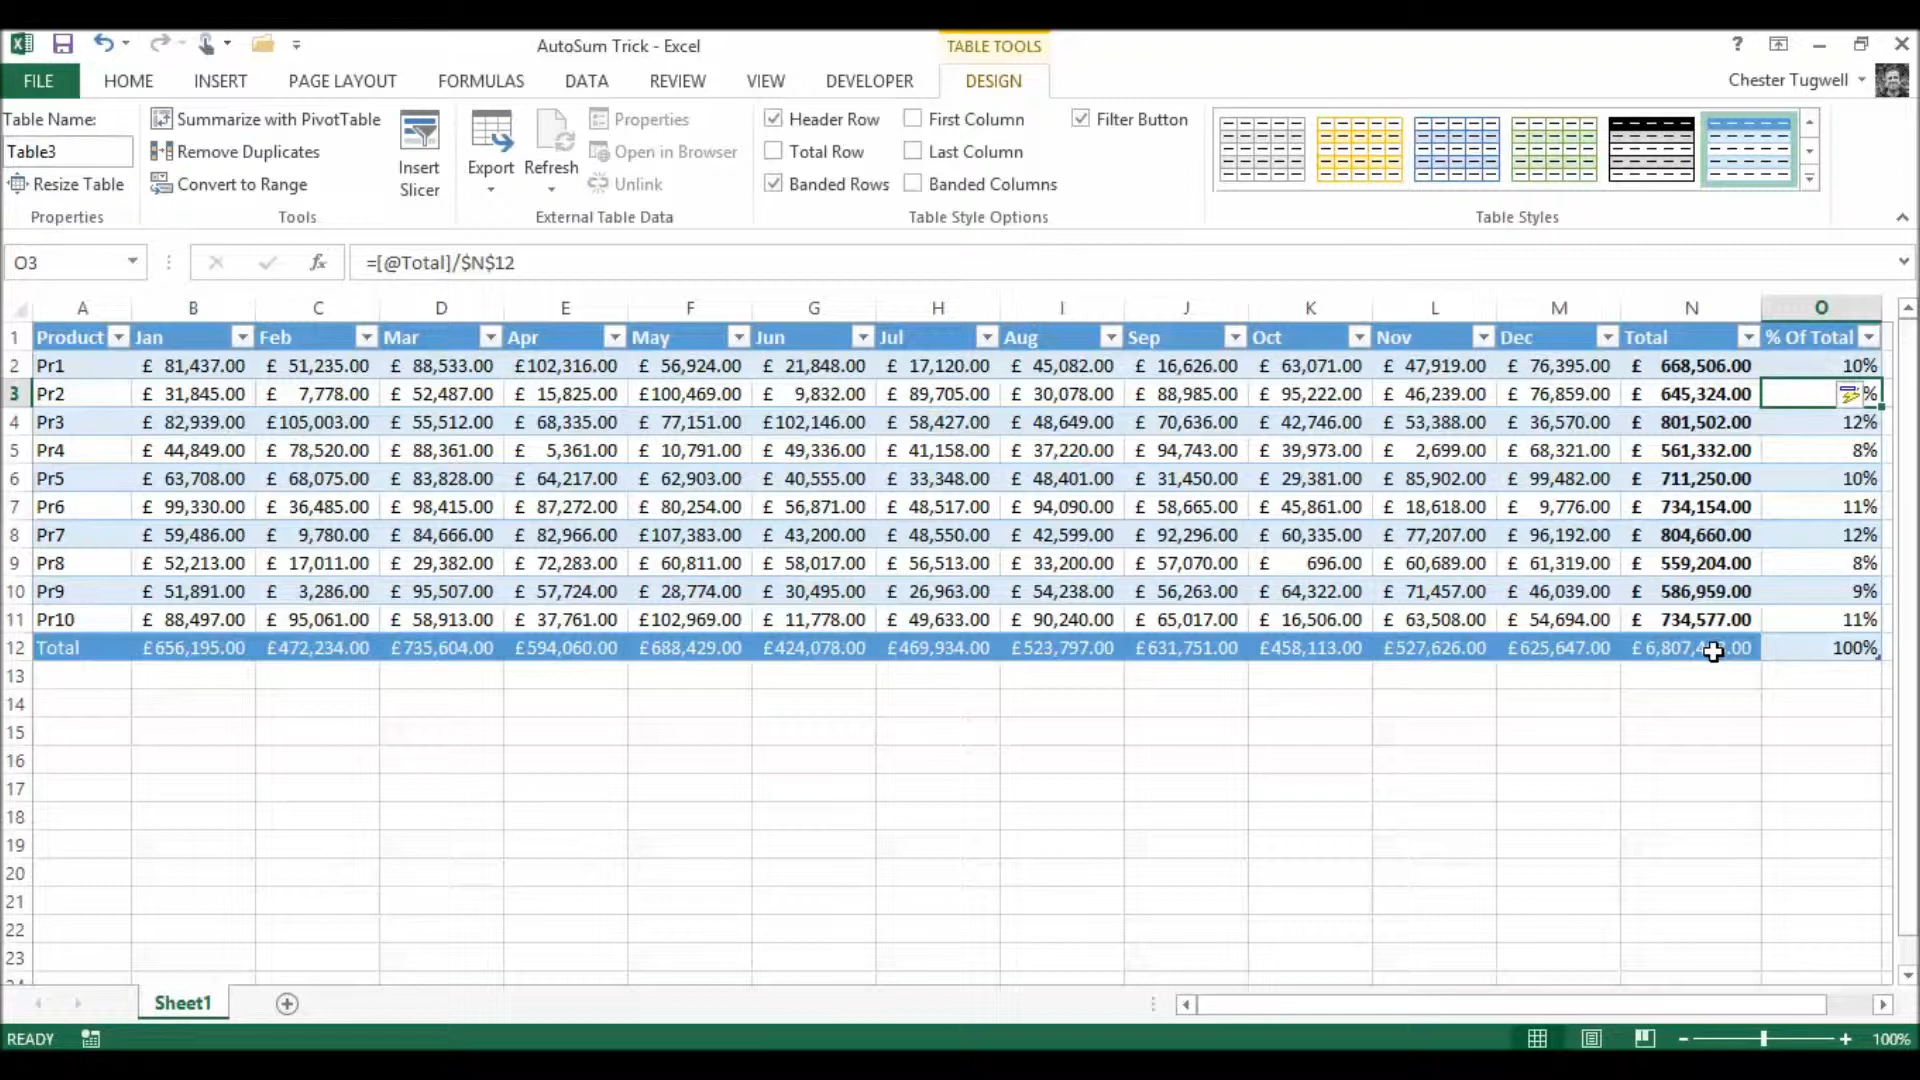 AutoSum Trick - Excel
TABLE TOOLS
?
FILE HOME INSERT PAGE LAYOUT FORMULAS DATA REVIEW VIEW DEVELOPER DESIGN Chester Tugwell
Table Name: Summarize with PivotTable Properties Header Row First Column Filter Button
Table3 Remove Duplicates Insert Slicer Export Refresh Open in Browser Total Row Last Column
Resize Table Convert to Range Unlink Banded Rows Banded Columns
Properties Tools External Table Data Table Style Options Table Styles
O3 fx =[@Total]/$N$12
A B C D E F G H I J K L M N O
1 Product Jan Feb Mar Apr May Jun Jul Aug Sep Oct Nov Dec Total % Of Total
2 Pr1 £ 81,437.00 £ 51,235.00 £ 88,533.00 £102,316.00 £ 56,924.00 £ 21,848.00 £ 17,120.00 £ 45,082.00 £ 16,626.00 £ 63,071.00 £ 47,919.00 £ 76,395.00 £ 668,506.00 10%
3 Pr2 £ 31,845.00 £ 7,778.00 £ 52,487.00 £ 15,825.00 £100,469.00 £ 9,832.00 £ 89,705.00 £ 30,078.00 £ 88,985.00 £ 95,222.00 £ 46,239.00 £ 76,859.00 £ 645,324.00 %
4 Pr3 £ 82,939.00 £105,003.00 £ 55,512.00 £ 68,335.00 £ 77,151.00 £102,146.00 £ 58,427.00 £ 48,649.00 £ 70,636.00 £ 42,746.00 £ 53,388.00 £ 36,570.00 £ 801,502.00 12%
5 Pr4 £ 44,849.00 £ 78,520.00 £ 88,361.00 £ 5,361.00 £ 10,791.00 £ 49,336.00 £ 41,158.00 £ 37,220.00 £ 94,743.00 £ 39,973.00 £ 2,699.00 £ 68,321.00 £ 561,332.00 8%
6 Pr5 £ 63,708.00 £ 68,075.00 £ 83,828.00 £ 64,217.00 £ 62,903.00 £ 40,555.00 £ 33,348.00 £ 48,401.00 £ 31,450.00 £ 29,381.00 £ 85,902.00 £ 99,482.00 £ 711,250.00 10%
7 Pr6 £ 99,330.00 £ 36,485.00 £ 98,415.00 £ 87,272.00 £ 80,254.00 £ 56,871.00 £ 48,517.00 £ 94,090.00 £ 58,665.00 £ 45,861.00 £ 18,618.00 £ 9,776.00 £ 734,154.00 11%
8 Pr7 £ 59,486.00 £ 9,780.00 £ 84,666.00 £ 82,966.00 £107,383.00 £ 43,200.00 £ 48,550.00 £ 42,599.00 £ 92,296.00 £ 60,335.00 £ 77,207.00 £ 96,192.00 £ 804,660.00 12%
9 Pr8 £ 52,213.00 £ 17,011.00 £ 29,382.00 £ 72,283.00 £ 60,811.00 £ 58,017.00 £ 56,513.00 £ 33,200.00 £ 57,070.00 £ 696.00 £ 60,689.00 £ 61,319.00 £ 559,204.00 8%
10 Pr9 £ 51,891.00 £ 3,286.00 £ 95,507.00 £ 57,724.00 £ 28,774.00 £ 30,495.00 £ 26,963.00 £ 54,238.00 £ 56,263.00 £ 64,322.00 £ 71,457.00 £ 46,039.00 £ 586,959.00 9%
11 Pr10 £ 88,497.00 £ 95,061.00 £ 58,913.00 £ 37,761.00 £102,969.00 £ 11,778.00 £ 49,633.00 £ 90,240.00 £ 65,017.00 £ 16,506.00 £ 63,508.00 £ 54,694.00 £ 734,577.00 11%
12 Total £656,195.00 £472,234.00 £735,604.00 £594,060.00 £688,429.00 £424,078.00 £469,934.00 £523,797.00 £631,751.00 £458,113.00 £527,626.00 £625,647.00 100%
13
14
15
16
17
18
19
20
21
22
23
Sheet1
READY 100%